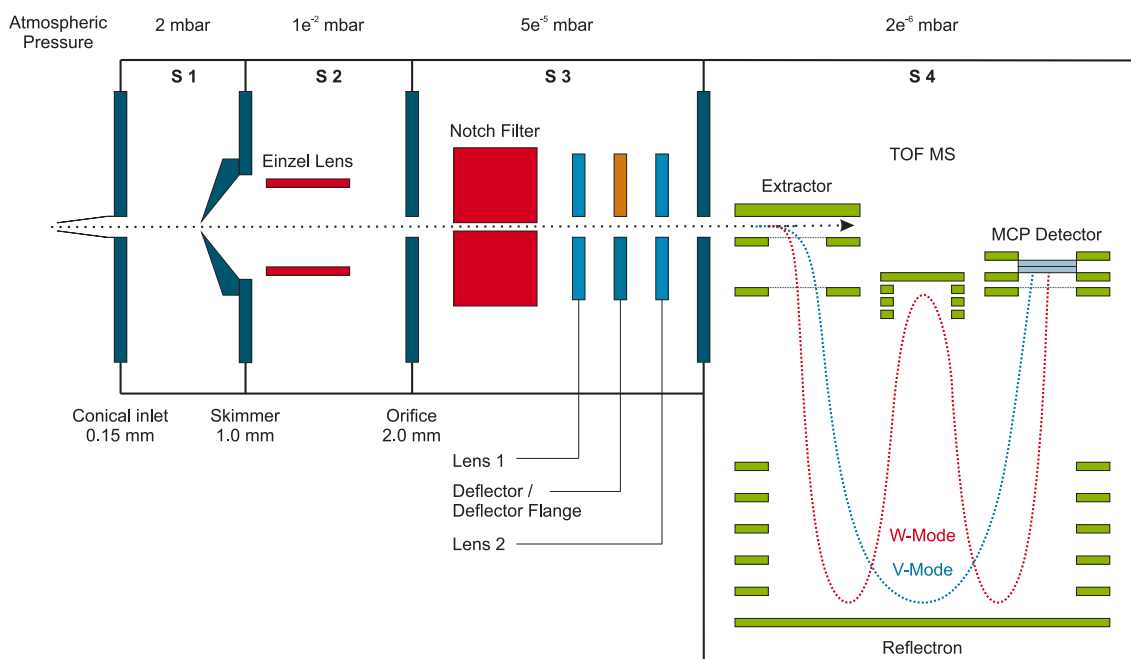 Atmospheric
Pressure
2 mbar
1e⁻² mbar
5e⁻⁵ mbar
2e⁻⁶ mbar
S 1
S 2
S 3
S 4
Notch Filter
Einzel Lens
TOF MS
Extractor
MCP Detector
Conical inlet
0.15 mm
Skimmer
1.0 mm
Orifice
2.0 mm
Lens 1
Deflector /
Deflector Flange
Lens 2
W-Mode
V-Mode
Reflectron